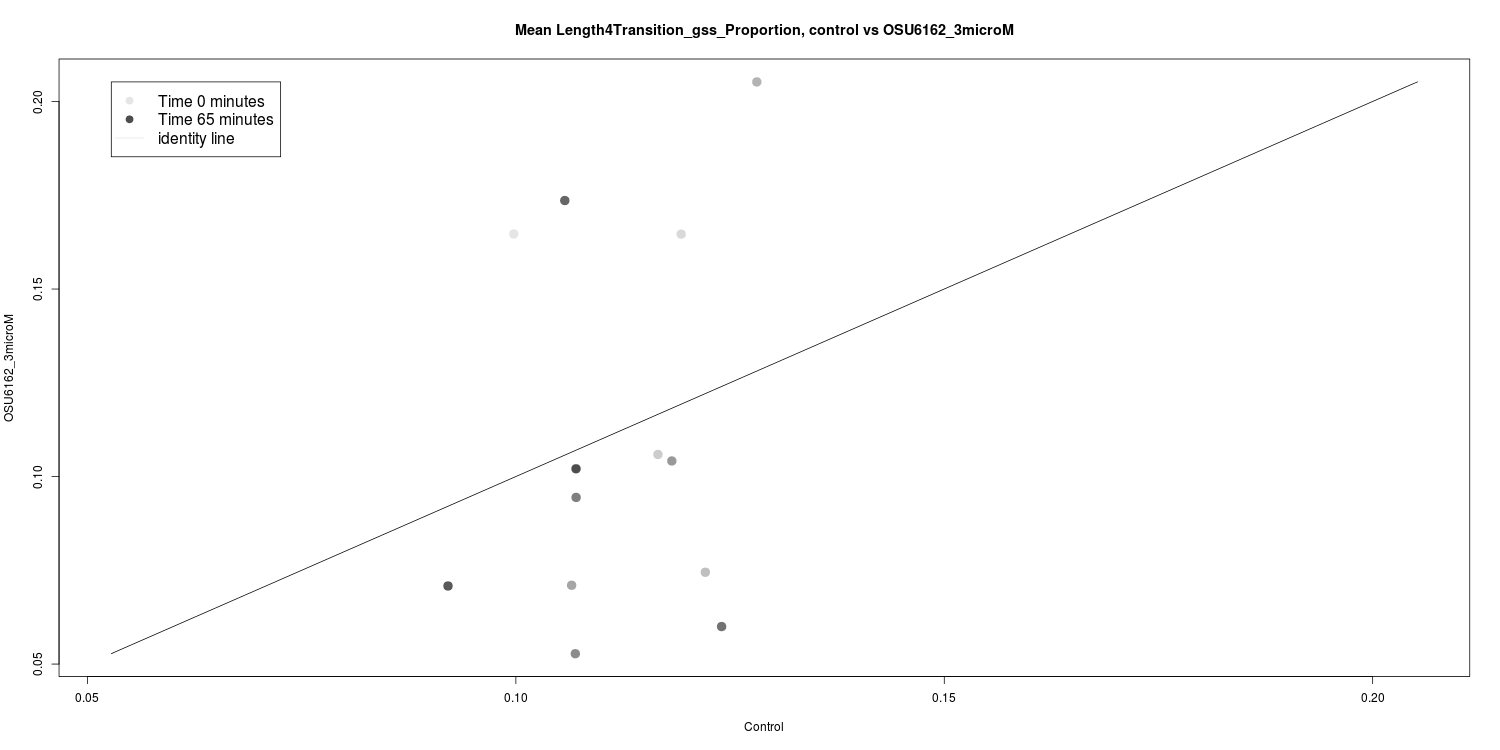 Mean Length4Transition_gss_Proportion, control vs OSU6162_3microM
Time 0 minutes
Time 65 minutes
identity line
OSU6162_3microM
0.20
0.15
0.10
0.05
0.05
0.10
0.15
0.20
Control